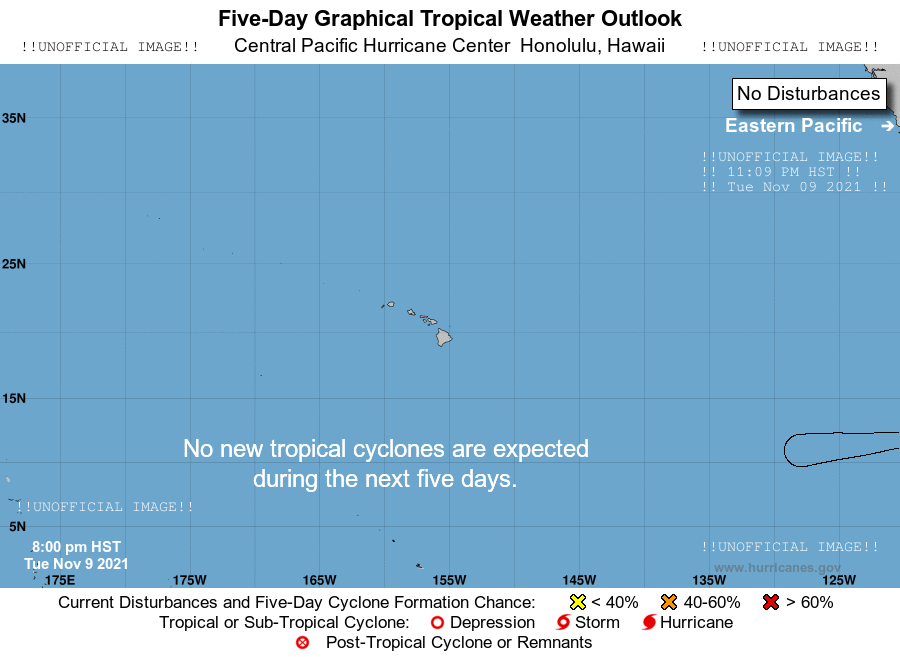 Five-Day Graphical Tropical Weather Outlook
!!UNOFFICIAL IMAGE!! Central Pacific Hurricane Center Honolulu, Hawaii !!UNOFFICIAL IMAGE!!
No Disturbances
35N
Eastern Pacific ➔
!!UNOFFICIAL IMAGE!!
!! 11:09 PM HST !!
!! Tue Nov 09 2021 !!
25N
15N
No new tropical cyclones are expected
during the next five days.
!!UNOFFICIAL IMAGE!!
5N
8:00 pm HST
Tue Nov 9 2021
!!UNOFFICIAL IMAGE!!
www.hurricanes.gov
175E 175W 165W 155W 145W 135W 125W
Current Disturbances and Five-Day Cyclone Formation Chance: < 40% 40-60% > 60%
Tropical or Sub-Tropical Cyclone: Depression Storm Hurricane
Post-Tropical Cyclone or Remnants